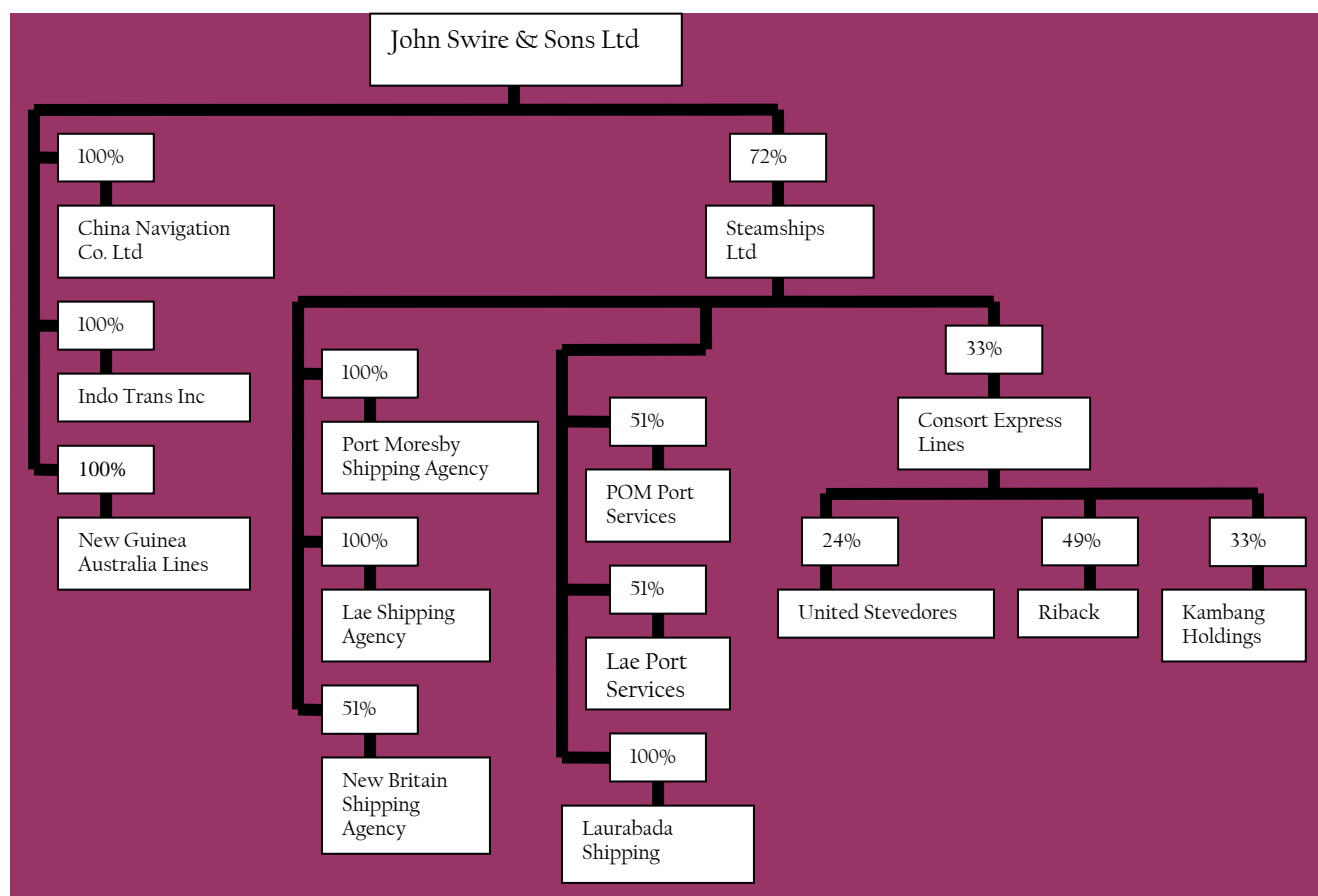 John Swire & Sons Ltd
100%
China Navigation
Co. Ltd
100%
Indo Trans Inc
100%
New Guinea
Australia Lines
72%
Steamships
Ltd
100%
Port Moresby
Shipping Agency
100%
Lae Shipping
Agency
51%
New Britain
Shipping
Agency
51%
POM Port
Services
51%
Lae Port
Services
100%
Laurabada
Shipping
33%
Consort Express
Lines
24%
United Stevedores
49%
Riback
33%
Kambang
Holdings